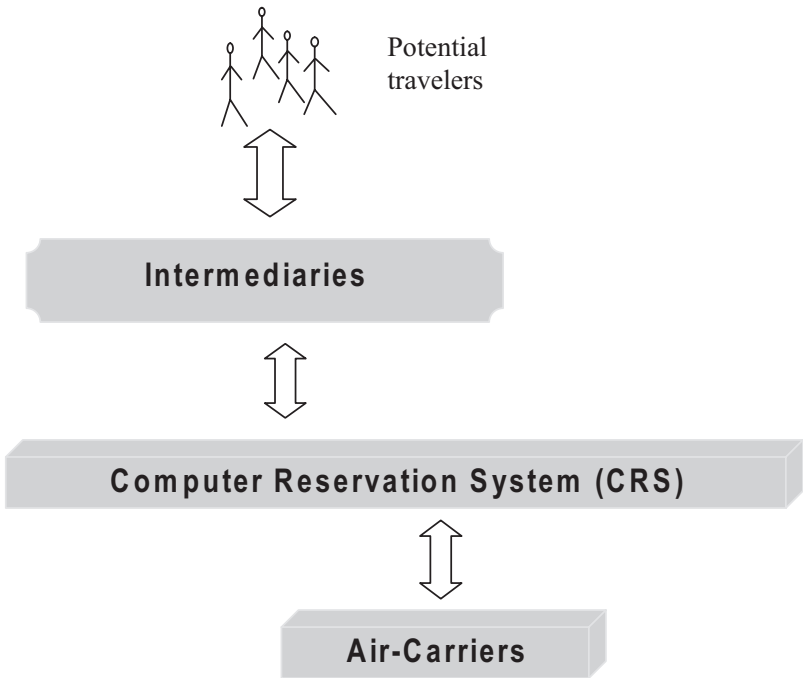 Potential
travelers
Intermediaries
Computer Reservation System (CRS)
Air-Carriers